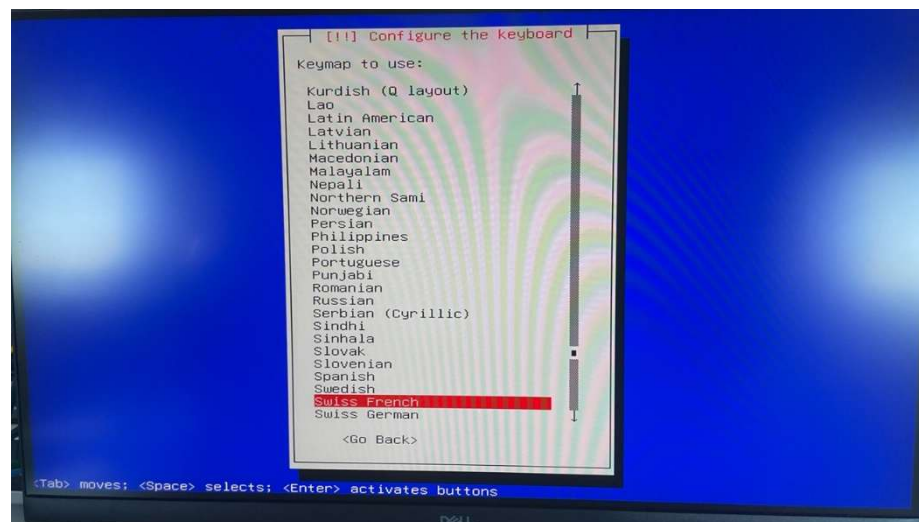 [!!] Configure the keyboard
Keymap to use:
Kurdish (Q layout)
Lao
Latin American
Latvian
Lithuanian
Macedonian
Malayalam
Nepali
Northern Sami
Norwegian
Persian
Philippines
Polish
Portuguese
Punjabi
Romanian
Russian
Serbian (Cyrillic)
Sindhi
Sinhala
Slovak
Slovenian
Spanish
Swedish
Swiss French
Swiss German
<Go Back>
<Tab> moves; <Space> selects; <Enter> activates buttons
DELL